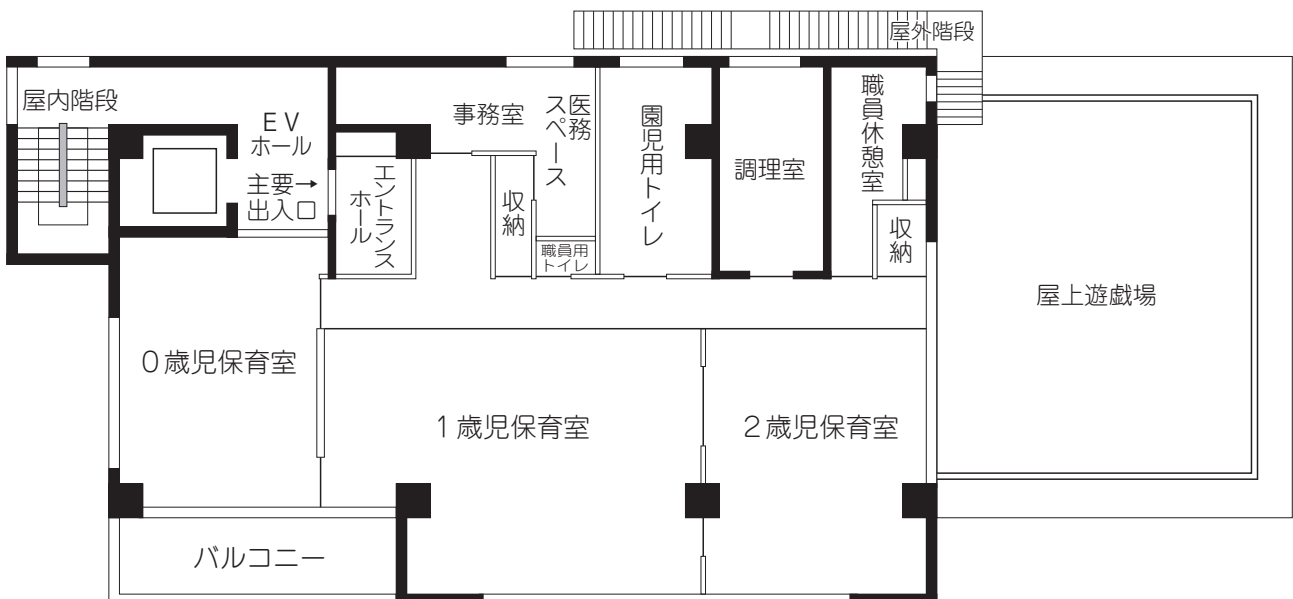 屋外階段
屋内階段
EV
ホール
主要→
出入口
エントランス
ホール
事務室
医務
スペース
収納
職員用
トイレ
園児用トイレ
調理室
職員休憩室
収納
屋上遊戯場
0歳児保育室
1歳児保育室
2歳児保育室
バルコニー